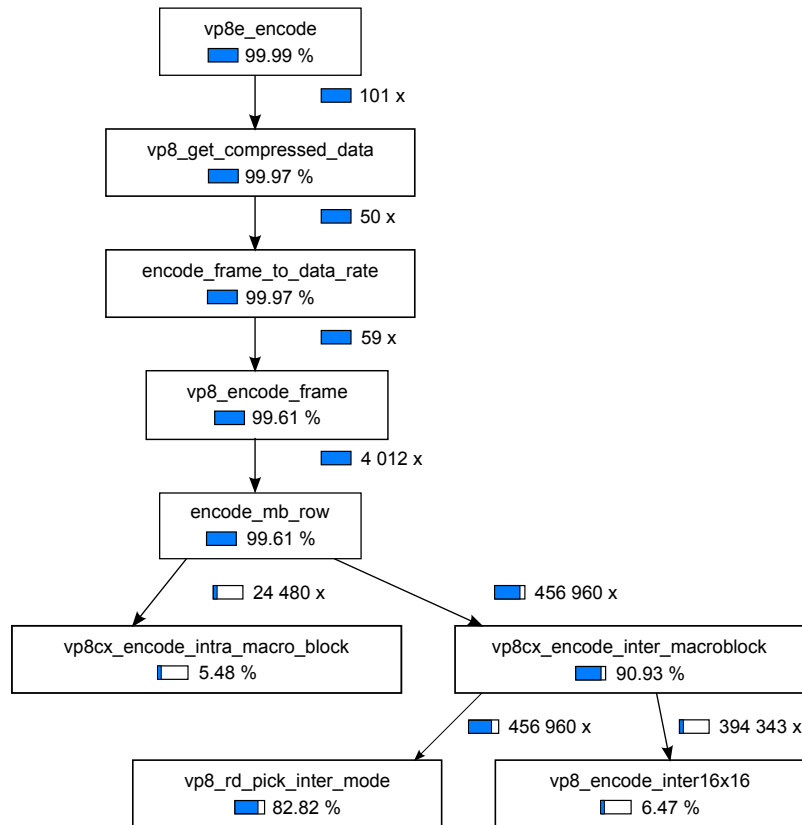 vp8e_encode
99.99 %
101 x
vp8_get_compressed_data
99.97 %
50 x
encode_frame_to_data_rate
99.97 %
59 x
vp8_encode_frame
99.61 %
4 012 x
encode_mb_row
99.61 %
24 480 x
456 960 x
vp8cx_encode_intra_macro_block
5.48 %
vp8cx_encode_inter_macroblock
90.93 %
456 960 x
394 343 x
vp8_rd_pick_inter_mode
82.82 %
vp8_encode_inter16x16
6.47 %